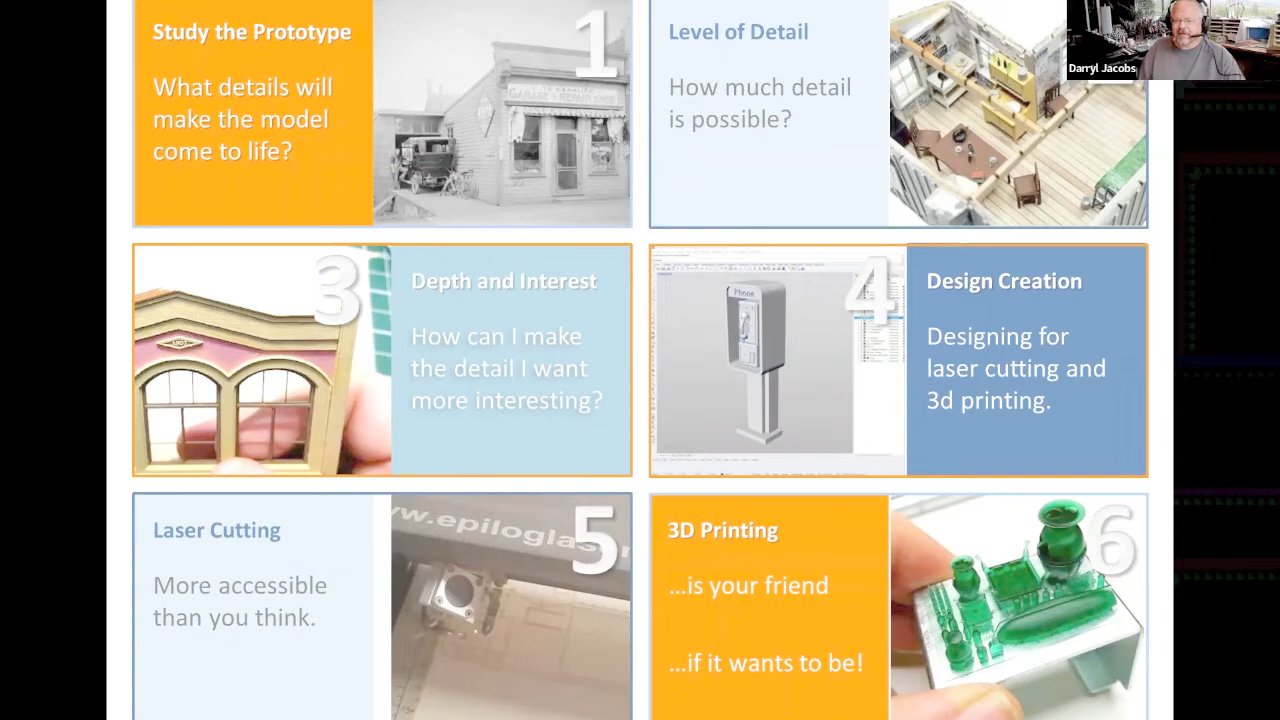 Study the Prototype
1
What details will
make the model
come to life?
Level of Detail
How much detail
is possible?
Darryl Jacobs
GARAGE
3
Depth and Interest
How can I make
the detail I want
more interesting?
Phone
4
Design Creation
Designing for
laser cutting and
3d printing.
Laser Cutting
More accessible
than you think.
w.epilog
5
3D Printing
...is your friend
...if it wants to be!
6